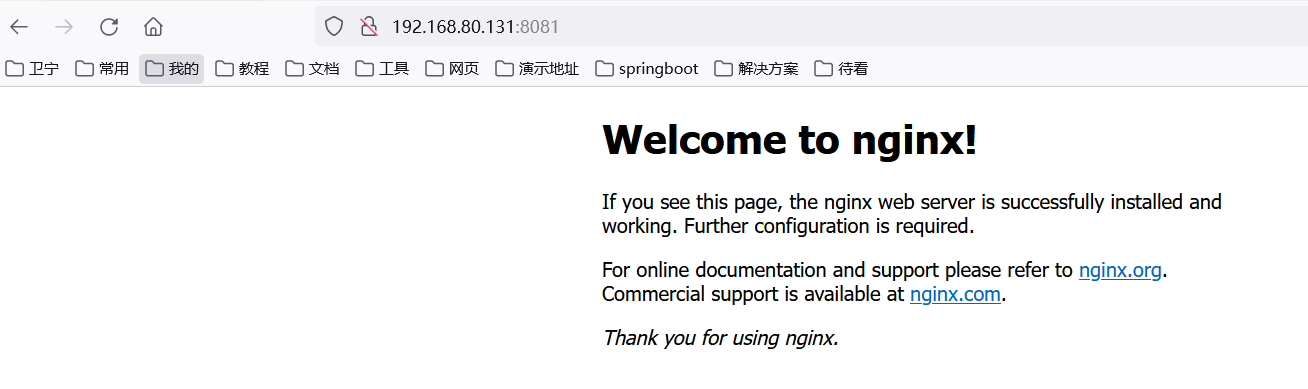 192.168.80.131:8081
卫宁 常用 我的 教程 文档 工具 网页 演示地址 springboot 解决方案 待看
Welcome to nginx!
If you see this page, the nginx web server is successfully installed and
working. Further configuration is required.
For online documentation and support please refer to nginx.org.
Commercial support is available at nginx.com.
Thank you for using nginx.